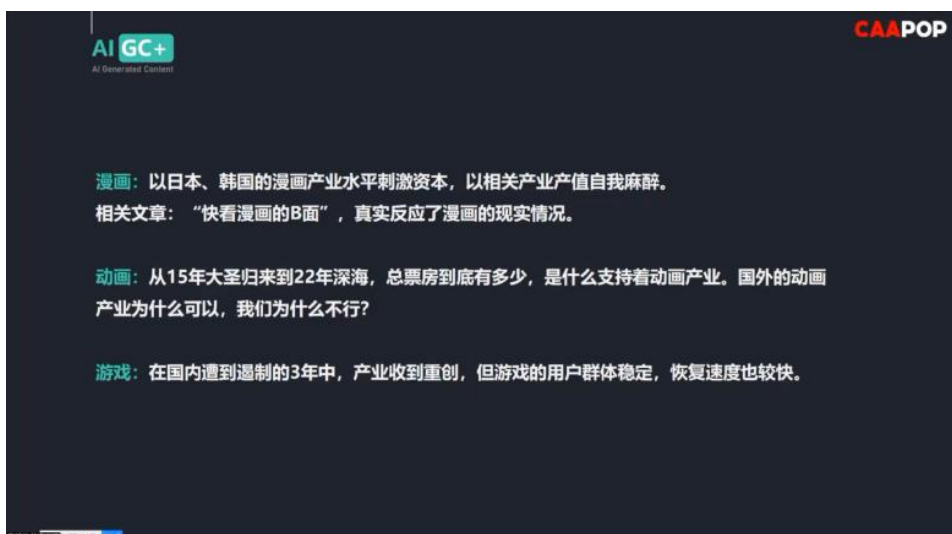 AI GC+
AI Generated Content
CAAPOP
漫画：以日本、韩国的漫画产业水平刺激资本，以相关产业产值自我麻醉。
相关文章：“快看漫画的B面”，真实反应了漫画的现实情况。
动画：从15年大圣归来到22年深海，总票房到底有多少，是什么支持着动画产业。国外的动画
产业为什么可以，我们为什么不行？
游戏：在国内遭到遏制的3年中，产业收到重创，但游戏的用户群体稳定，恢复速度也较快。